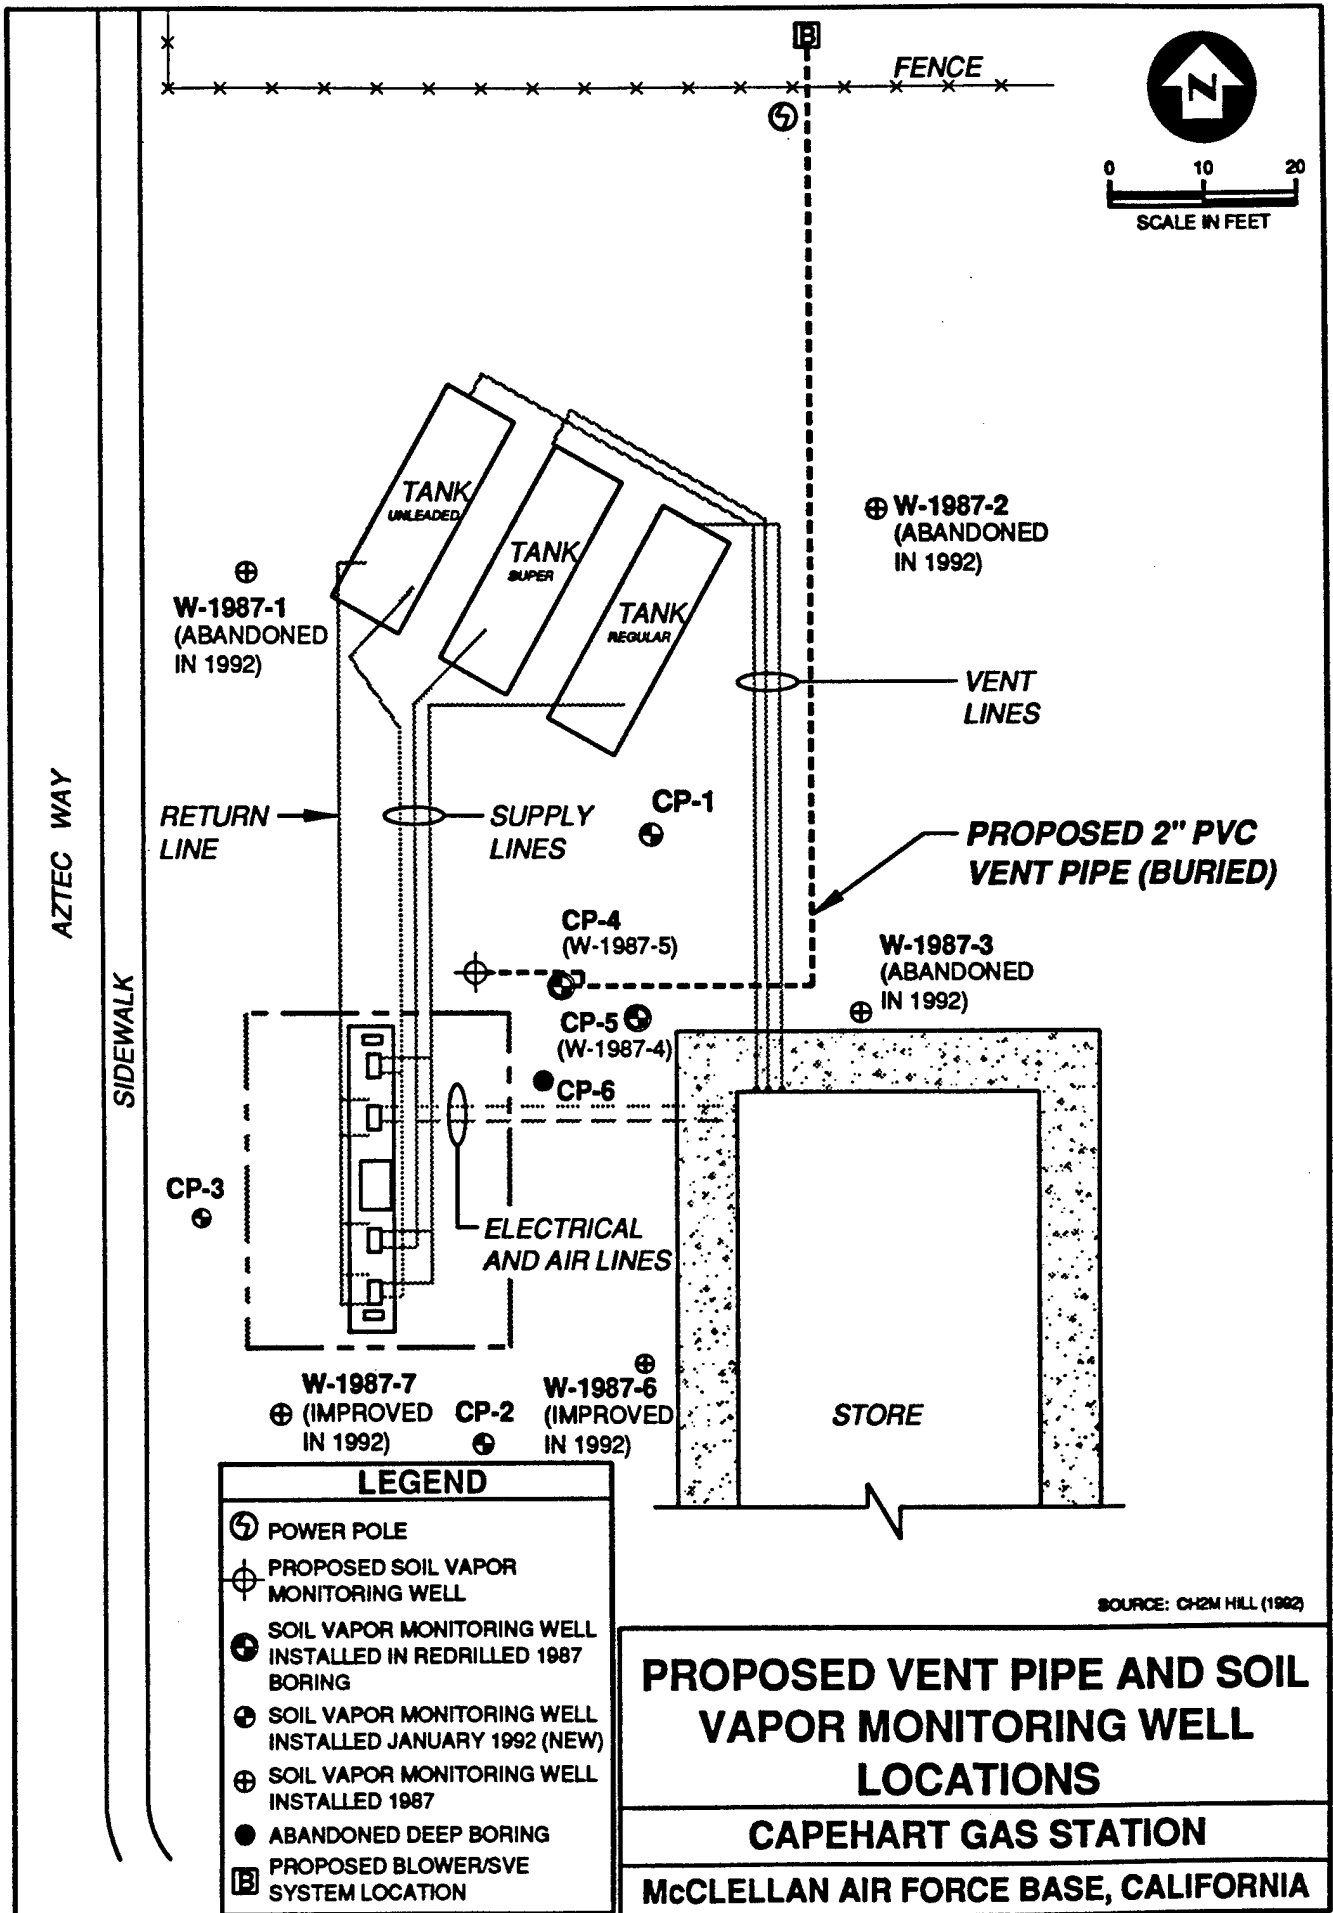 B
FENCE
N
0 10 20
SCALE IN FEET
TANK
UNLEADED
TANK
SUPER
TANK
REGULAR
W-1987-2
(ABANDONED
IN 1992)
W-1987-1
(ABANDONED
IN 1992)
VENT
LINES
AZTEC WAY
SIDEWALK
RETURN
LINE
SUPPLY
LINES
CP-1
PROPOSED 2" PVC
VENT PIPE (BURIED)
CP-4
(W-1987-5)
W-1987-3
(ABANDONED
IN 1992)
CP-5
(W-1987-4)
CP-6
CP-3
ELECTRICAL
AND AIR LINES
W-1987-7
(IMPROVED
IN 1992)
CP-2
W-1987-6
(IMPROVED
IN 1992)
STORE
LEGEND
POWER POLE
PROPOSED SOIL VAPOR
MONITORING WELL
SOIL VAPOR MONITORING WELL
INSTALLED IN REDRILLED 1987
BORING
SOIL VAPOR MONITORING WELL
INSTALLED JANUARY 1992 (NEW)
SOIL VAPOR MONITORING WELL
INSTALLED 1987
ABANDONED DEEP BORING
B PROPOSED BLOWER/SVE
SYSTEM LOCATION
SOURCE: CH2M HILL (1992)
PROPOSED VENT PIPE AND SOIL
VAPOR MONITORING WELL
LOCATIONS
CAPEHART GAS STATION
McCLELLAN AIR FORCE BASE, CALIFORNIA